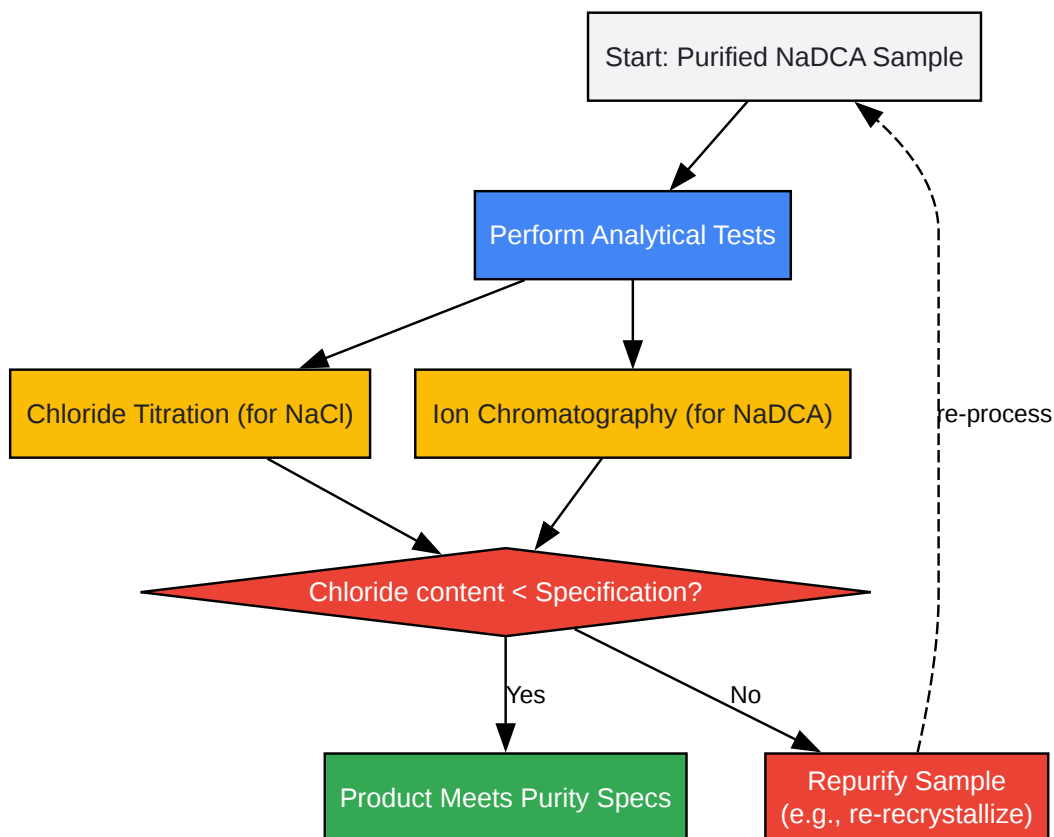 Start: Purified NaDCA Sample
Perform Analytical Tests
Chloride Titration (for NaCl)
Ion Chromatography (for NaDCA)
re-process
Chloride content < Specification?
Yes
No
Product Meets Purity Specs
Repurify Sample
(e.g., re-recrystallize)